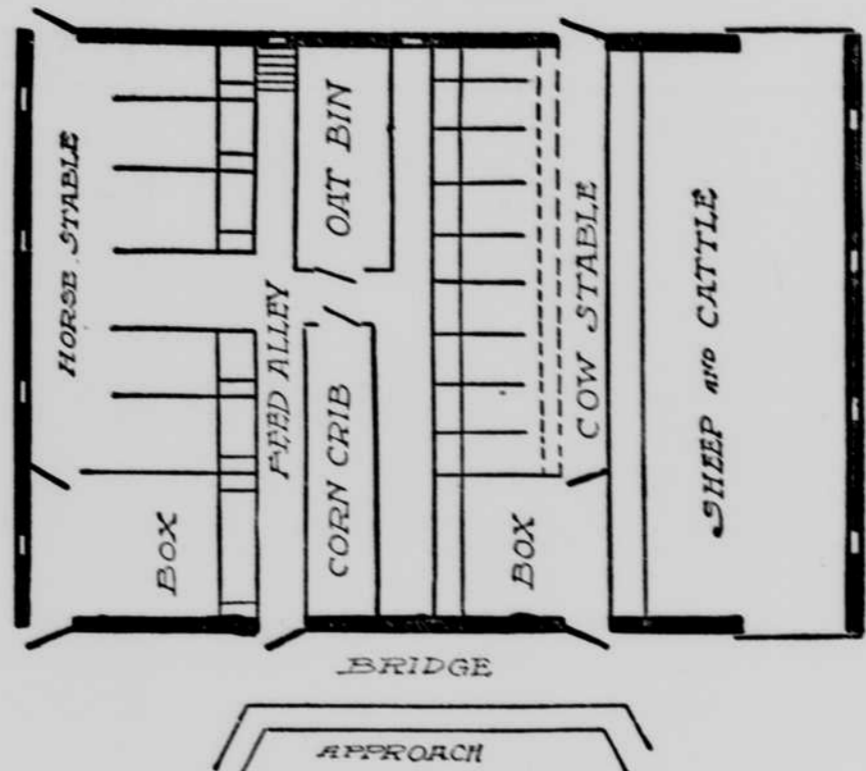 HORSE STABLE
OAT BIN
FEED ALLEY
CORN CRIB
BOX
COW STABLE
BOX
SHEEP AND CATTLE
BRIDGE
APPROACH